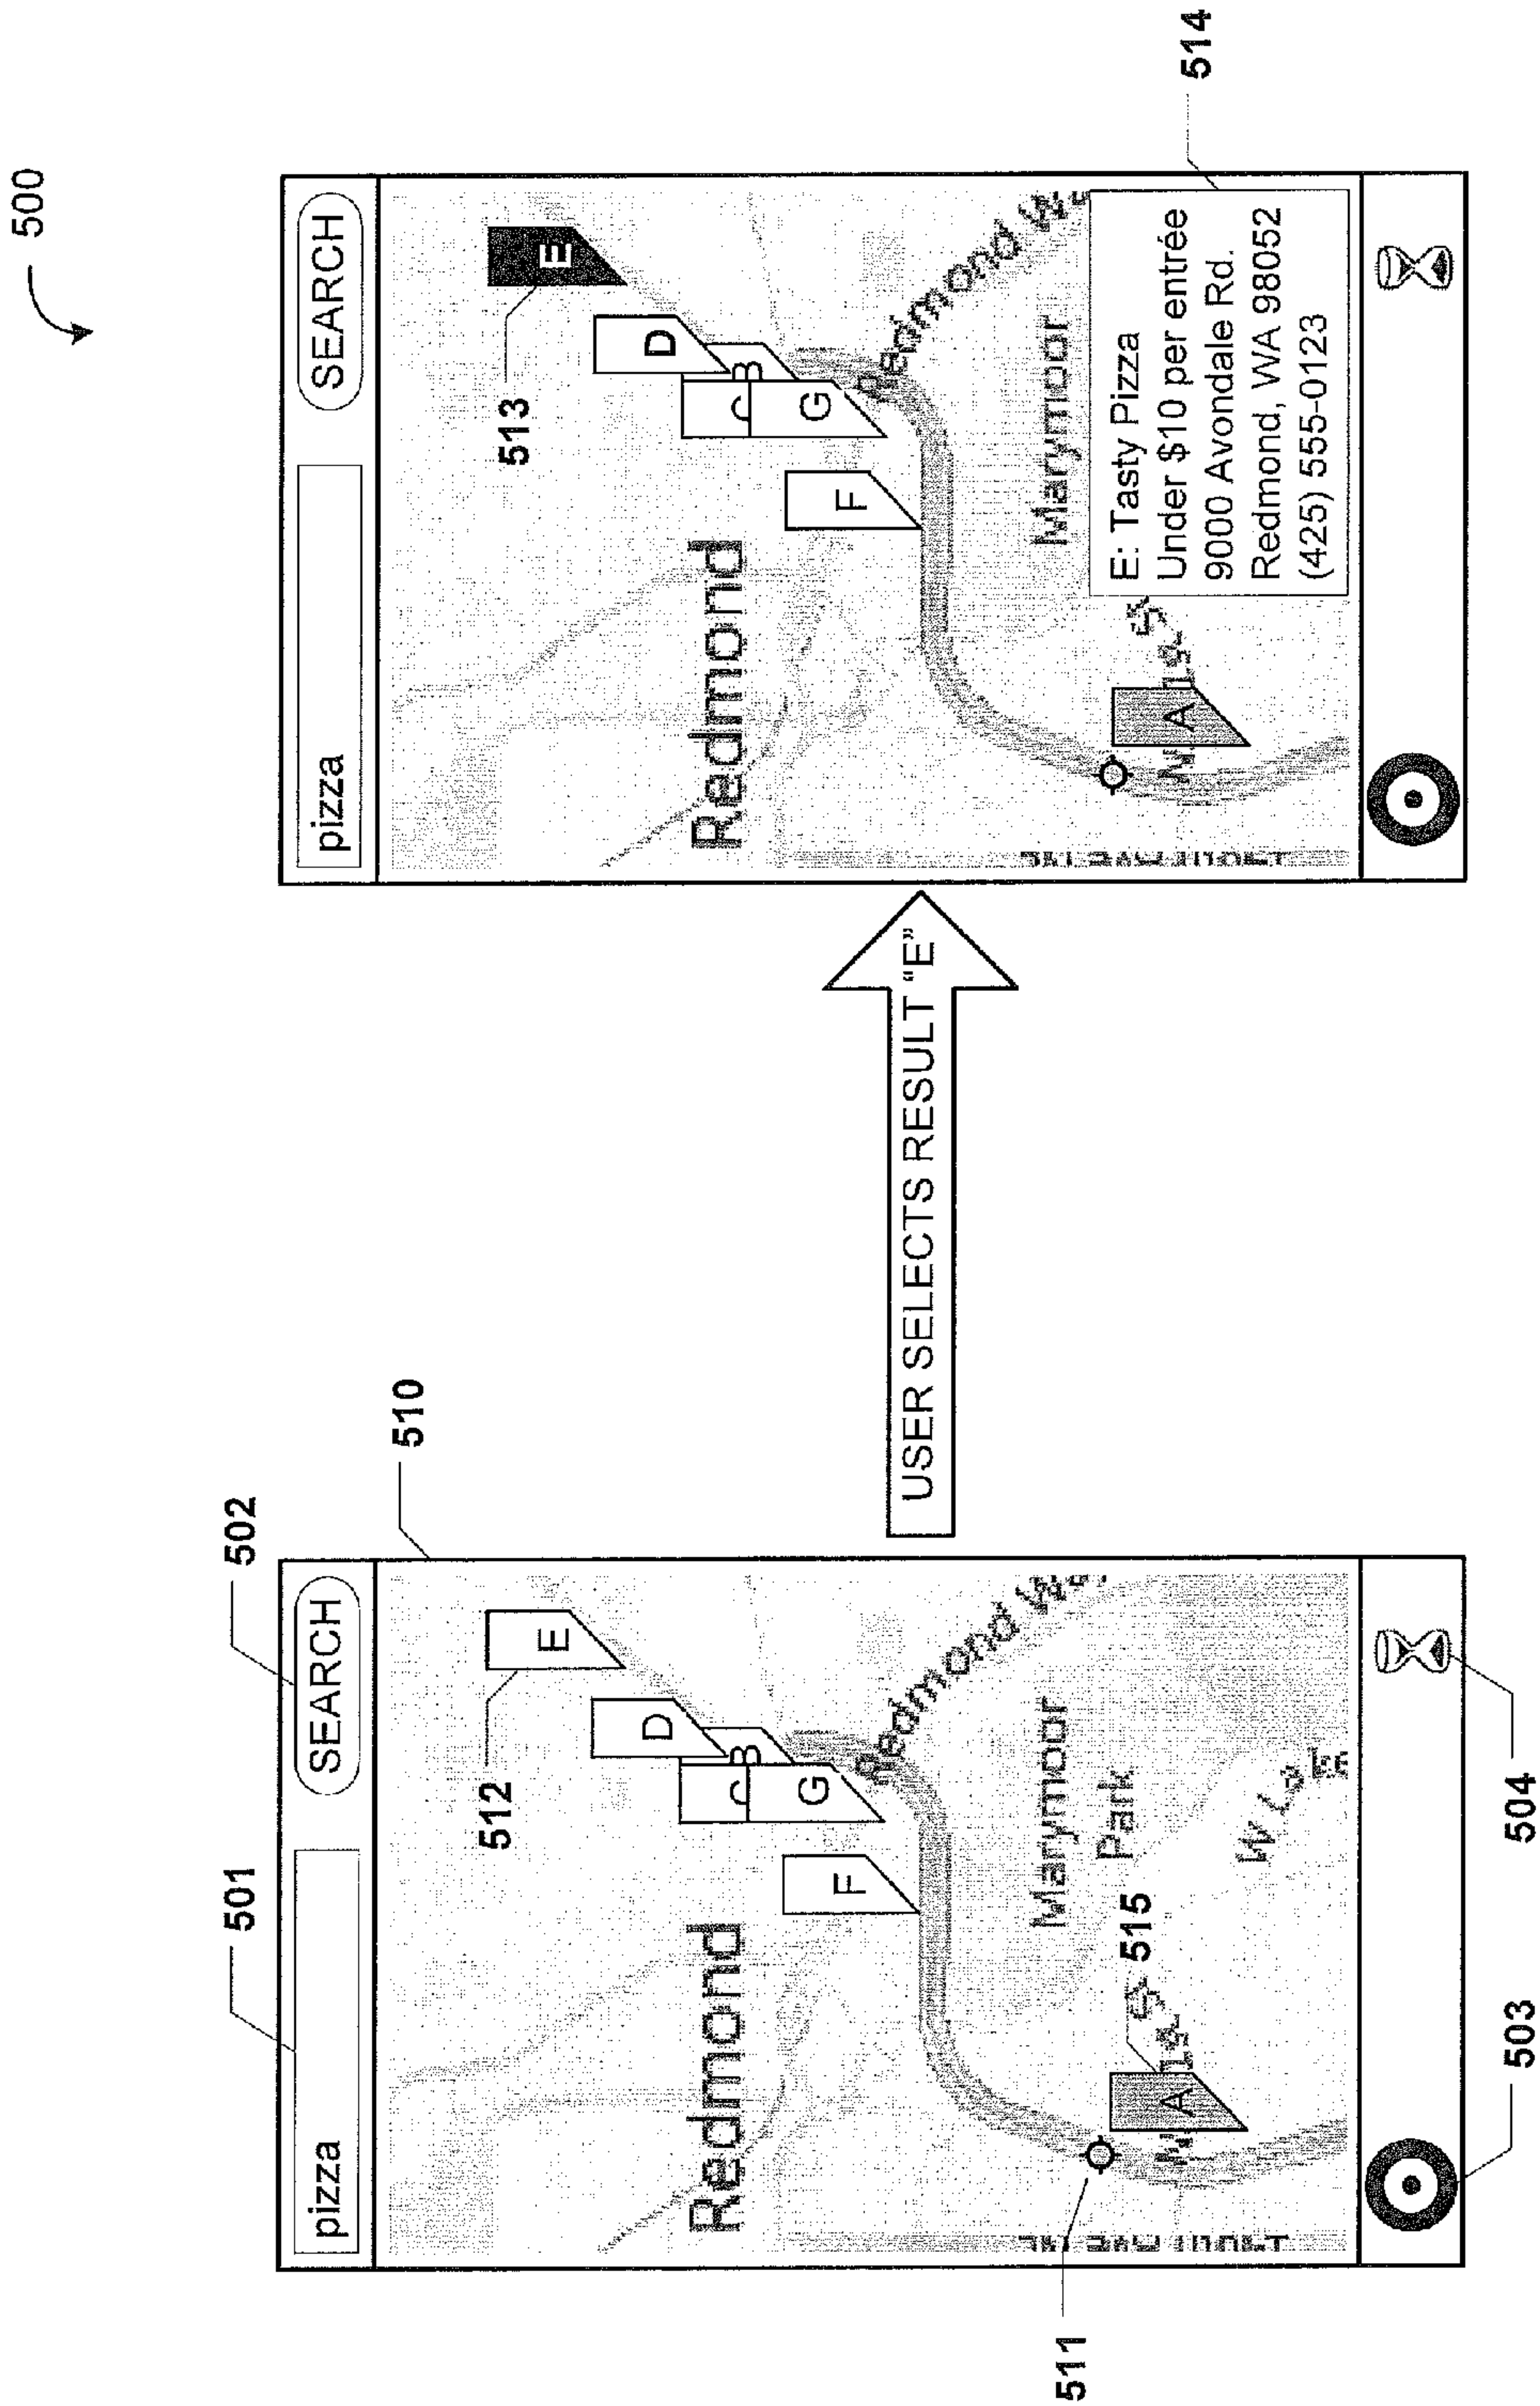 500
501
502
pizza
SEARCH
510
512
E
D
B
C
G
F
Redmond
Redmond
Marymoor
Park
515
A
511
503
504
USER SELECTS RESULT “E”
pizza
SEARCH
513
E
D
B
C
G
F
Redmond
Redmond
Marymoor
A
514
E: Tasty Pizza
Under $10 per entrée
9000 Avondale Rd.
Redmond, WA 98052
(425) 555-0123